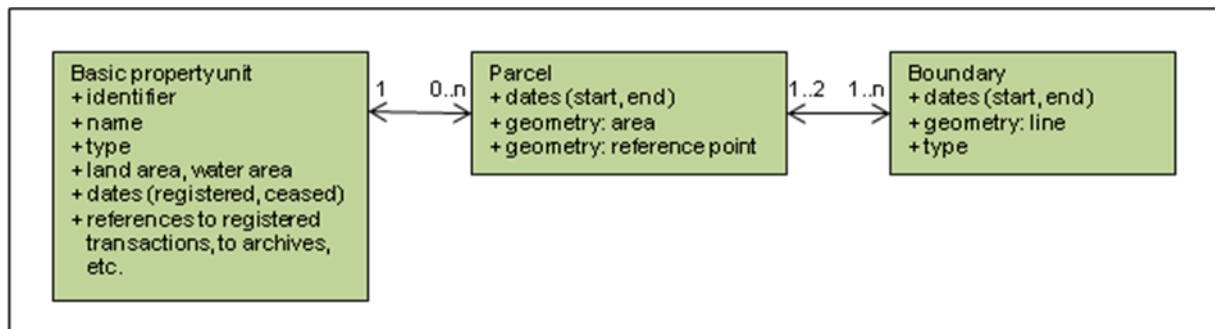 Basic property unit
+ identifier
+ name
+ type
+ land area, water area
+ dates (registered, ceased)
+ references to registered
transactions, to archives,
etc.
1
0..n
Parcel
+ dates (start, end)
+ geometry: area
+ geometry: reference point
1..2
1..n
Boundary
+ dates (start, end)
+ geometry: line
+ type